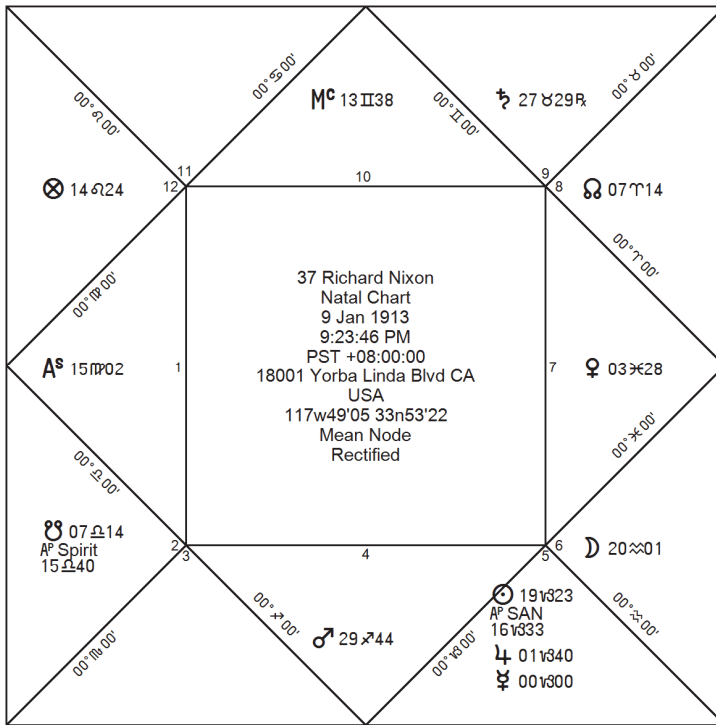 00°♋00'
00°♌00'
Mᶜ 13♊38
00°♊00'
♄ 27♉29℞
00°♉00'
11
10
9
⊗ 14♌24
12
8
☊ 07♈14
00°♈00'
00°♍00'
37 Richard Nixon
Natal Chart
9 Jan 1913
9:23:46 PM
PST +08:00:00
18001 Yorba Linda Blvd CA
USA
117w49'05 33n53'22
Mean Node
Rectified
Aˢ 15♍02
1
7
♀ 03♓28
00°♓00'
00°♎00'
☋ 07♎14
Aᴾ Spirit
15♎40
2
3
4
5
6
☽ 20♒01
00°♏00'
00°♐00'
♂ 29♐44
00°♑00'
☉ 19♑23
Aᴾ SAN
16♑33
♃ 01♑40
☿ 00♑00
00°♒00'